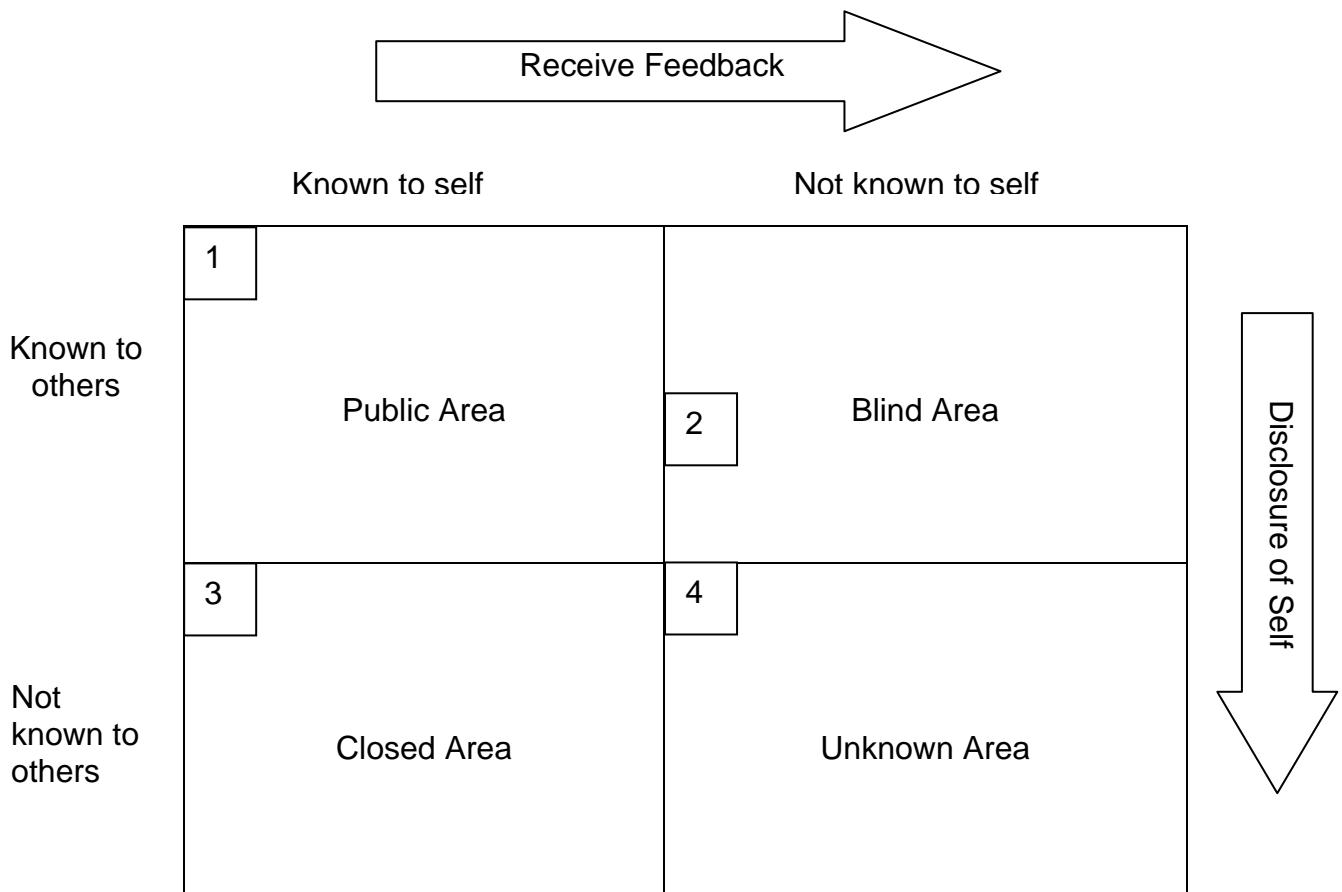 Receive Feedback
Known to self
Not known to self
1
Known to
others
Public Area
2
Blind Area
Disclosure of Self
3
4
Not
known to
others
Closed Area
Unknown Area